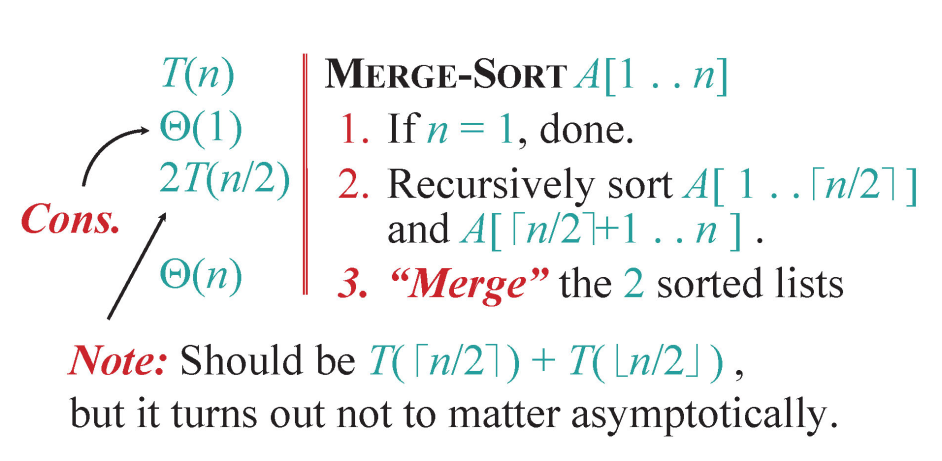 T(n) MERGE-SORT A[1 . . n]
Θ(1) 1. If n = 1, done.
2T(n/2) 2. Recursively sort A[ 1 . . ⌈n/2⌉ ]
Cons. and A[ ⌈n/2⌉+1 . . n ] .
Θ(n) 3. “Merge” the 2 sorted lists
Note: Should be T( ⌈n/2⌉ ) + T( ⌊n/2⌋ ) ,
but it turns out not to matter asymptotically.